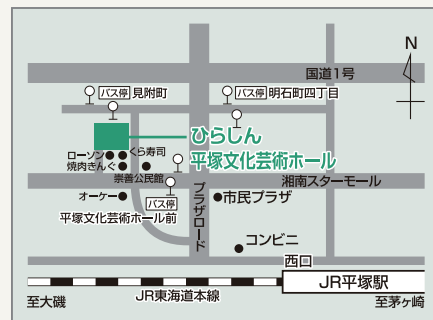 N
国道1号
バス停 見附町
バス停 明石町四丁目
ひらしん
平塚文化芸術ホール
ローソン
くら寿司
焼肉きんぐ
崇善公民館
湘南スターモール
オーケー
バス停
平塚文化芸術ホール前
プラザロード
市民プラザ
コンビニ
西口
JR平塚駅
JR東海道本線
至大磯
至茅ヶ崎